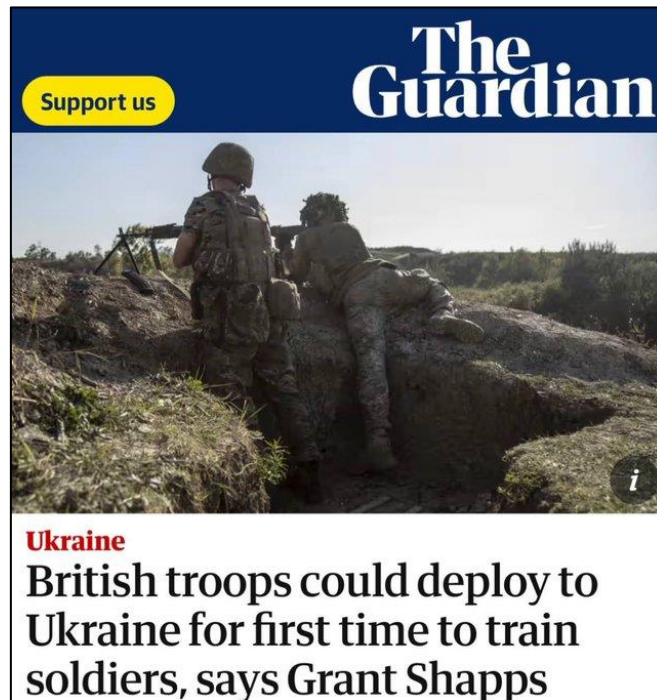 The
Guardian
Support us
i
Ukraine
British troops could deploy to
Ukraine for first time to train
soldiers, says Grant Shapps